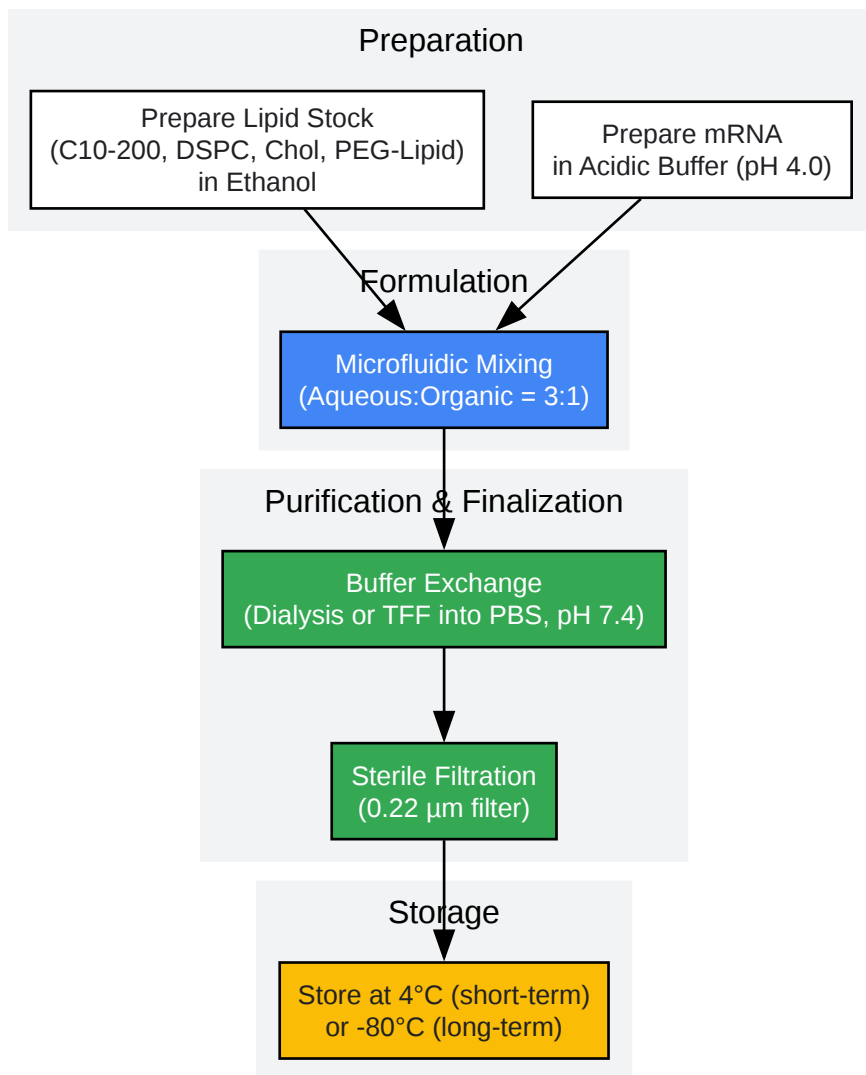 Preparation
Prepare Lipid Stock
(C10-200, DSPC, Chol, PEG-Lipid)
in Ethanol
Prepare mRNA
in Acidic Buffer (pH 4.0)
Formulation
Microfluidic Mixing
(Aqueous:Organic = 3:1)
Purification & Finalization
Buffer Exchange
(Dialysis or TFF into PBS, pH 7.4)
Sterile Filtration
(0.22 µm filter)
Storage
Store at 4°C (short-term)
or -80°C (long-term)